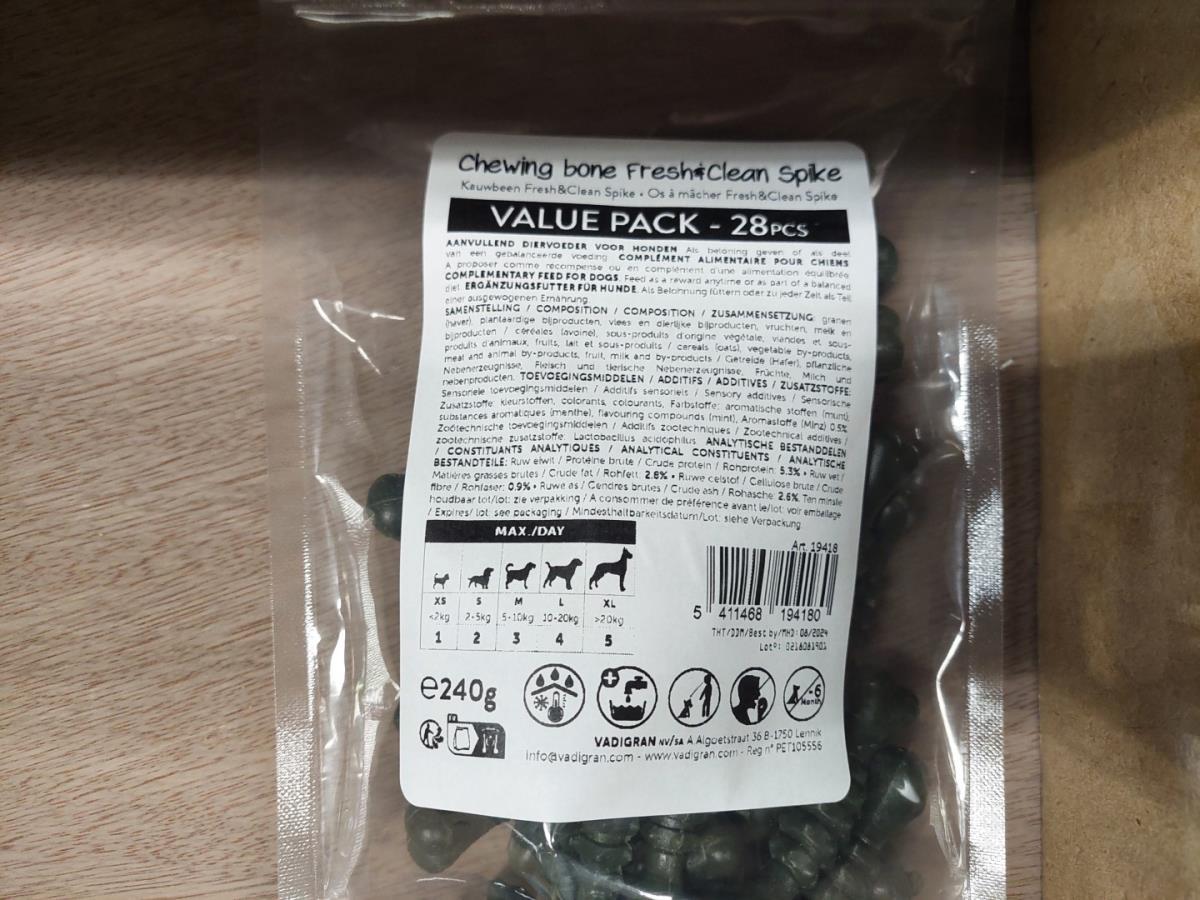 Chewing bone Fresh&Clean Spike
Kauwbeen Fresh&Clean Spike • Os à mâcher Fresh&Clean Spike
VALUE PACK - 28PCS
AANVULLEND DIERVOEDER VOOR HONDEN Als beloning geven of als deel
van een gebalanceerde voeding COMPLÉMENT ALIMENTAIRE POUR CHIENS
A proposer comme récompense ou en complément d'une alimentation équilibrée
COMPLEMENTARY FEED FOR DOGS. Feed as a reward anytime or as part of a balanced
diet. ERGÄNZUNGSFUTTER FÜR HUNDE. Als Belohnung füttern oder zu jeder Zeit als Teil
einer ausgewogenen Ernährung.
SAMENSTELLING / COMPOSITION / COMPOSITION / ZUSAMMENSETZUNG: granen
(haver), plantaardige bijproducten, vlees en dierlijke bijproducten, vruchten, melk en
bijproducten / céréales (avoine), sous-produits d'origine végétale, viandes et sous-
produits d'animaux, fruits, lait et sous-produits / cereals (oats), vegetable by-products,
meat and animal by-products, fruit, milk and by-products / Getreide (Hafer), pflanzliche
Nebenerzeugnisse, Fleisch und tierische Nebenerzeugnisse, Früchte, Milch und
nebenproducten. TOEVOEGINGSMIDDELEN / ADDITIFS / ADDITIVES / ZUSATZSTOFFE:
Sensoriele toevoegingsmiddelen / Additifs sensoriels / Sensory additives / Sensorische
Zusatzstoffe: kleurstoffen, colorants, colourants, Farbstoffe; aromatische stoffen (munt),
substances aromatiques (menthe), flavouring compounds (mint), Aromastoffe (Minz) 0.5%
Zoötechnische toevoegingsmiddelen / Additifs zootechniques / Zootechnical additives /
zootechnische zusatzstoffe: Lactobacillus acidophilus ANALYTISCHE BESTANDDELEN
/ CONSTITUANTS ANALYTIQUES / ANALYTICAL CONSTITUENTS / ANALYTISCHE
BESTANDTEILE: Ruw eiwit / Protéine brute / Crude protein / Rohprotein: 5.3% • Ruw vet /
Matières grasses brutes / Crude fat / Rohfett: 2.8% • Ruwe celstof / Cellulose brute / Crude
fibre / Rohfaser: 0.9% • Ruwe as / Cendres brutes / Crude ash / Rohasche: 2.6% Ten minste
houdbaar tot/lot: zie verpakking / A consommer de préférence avant le/lot: voir emballage
/ Expires/ lot: see packaging / Mindesthaltbarkeitsdatum/Lot: siehe Verpackung
MAX./DAY
XS S M L XL
<2kg 2-5kg 5-10kg 10-20kg >20kg
1 2 3 4 5
Art. 19418
5 411468 194180
THT/DDM/Best by/MHD: 08/2024
Lot n°: 0218081901
e240g
-6
Month
VADIGRAN NV/SA A.Algoetstraat 36 B-1750 Lennik
info@vadigran.com - www.vadigran.com - Reg n° PET105556